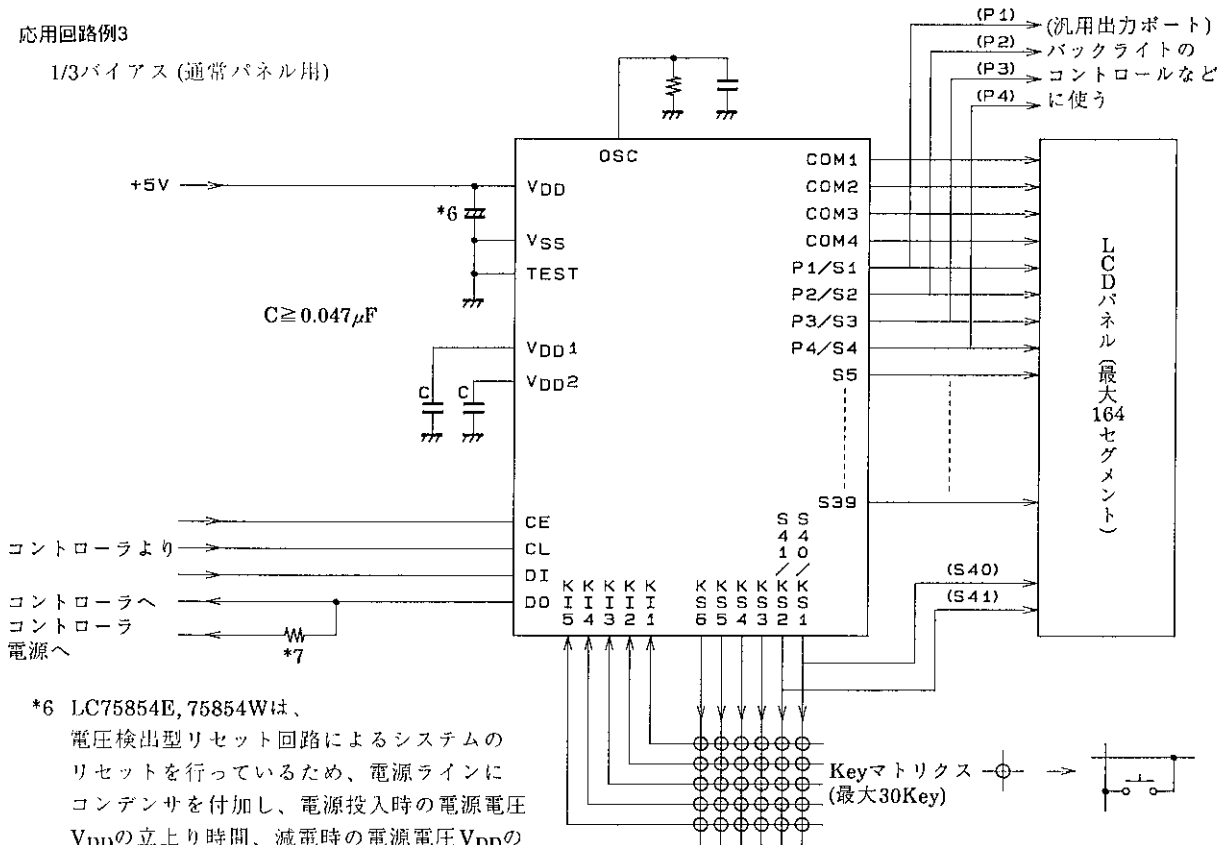 応用回路例3
1/3バイアス (通常パネル用)
(P1)
(P2)
(P3)
(P4)
(汎用出力ポート)
バックライトの
コントロールなど
に使う
OSC
+5V
VDD
*6
VSS
TEST
C≧0.047μF
VDD1
VDD2
C
C
COM1
COM2
COM3
COM4
P1/S1
P2/S2
P3/S3
P4/S4
S5
S39
LCDパネル(最大164セグメント)
コントローラより
コントローラへ
コントローラ
電源へ
*7
CE
CL
DI
DO
KI5
KI4
KI3
KI2
KI1
KS6
KS5
KS4
KS3
S41/KS2
S40/KS1
(S40)
(S41)
Keyマトリクス
(最大30Key)
*6 LC75854E, 75854Wは、
電圧検出型リセット回路によるシステムの
リセットを行っているため、電源ラインに
コンデンサを付加し、電源投入時の電源電圧
VDDの立上り時間、減電時の電源電圧VDDの